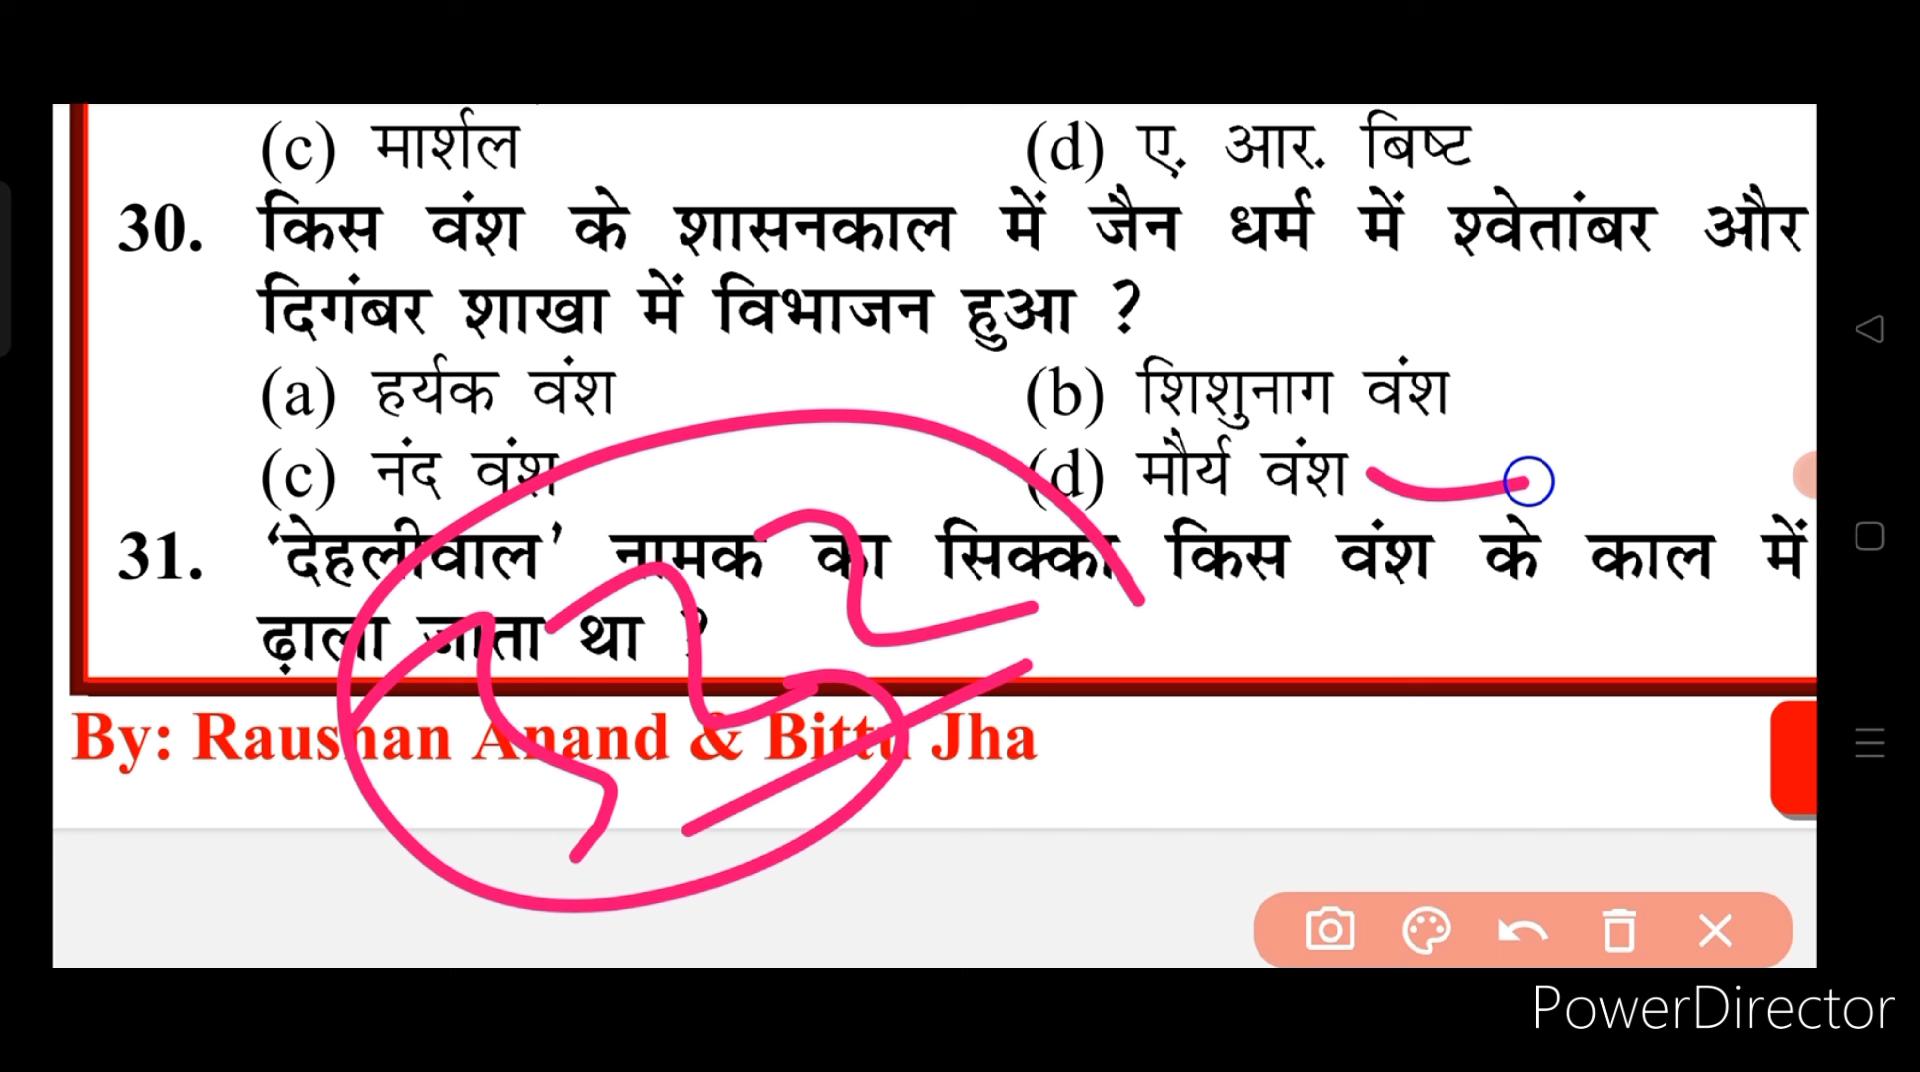 (c) मार्शल (d) ए. आर. बिष्ट
30. किस वंश के शासनकाल में जैन धर्म में श्वेतांबर और
दिगंबर शाखा में विभाजन हुआ ?
(a) हर्यक वंश (b) शिशुनाग वंश
(c) नंद वंश (d) मौर्य वंश
31. ‘देहलीवाल’ नामक का सिक्का किस वंश के काल में
ढ़ाला जाता था ?
By: Raushan Anand & Bittu Jha
PowerDirector